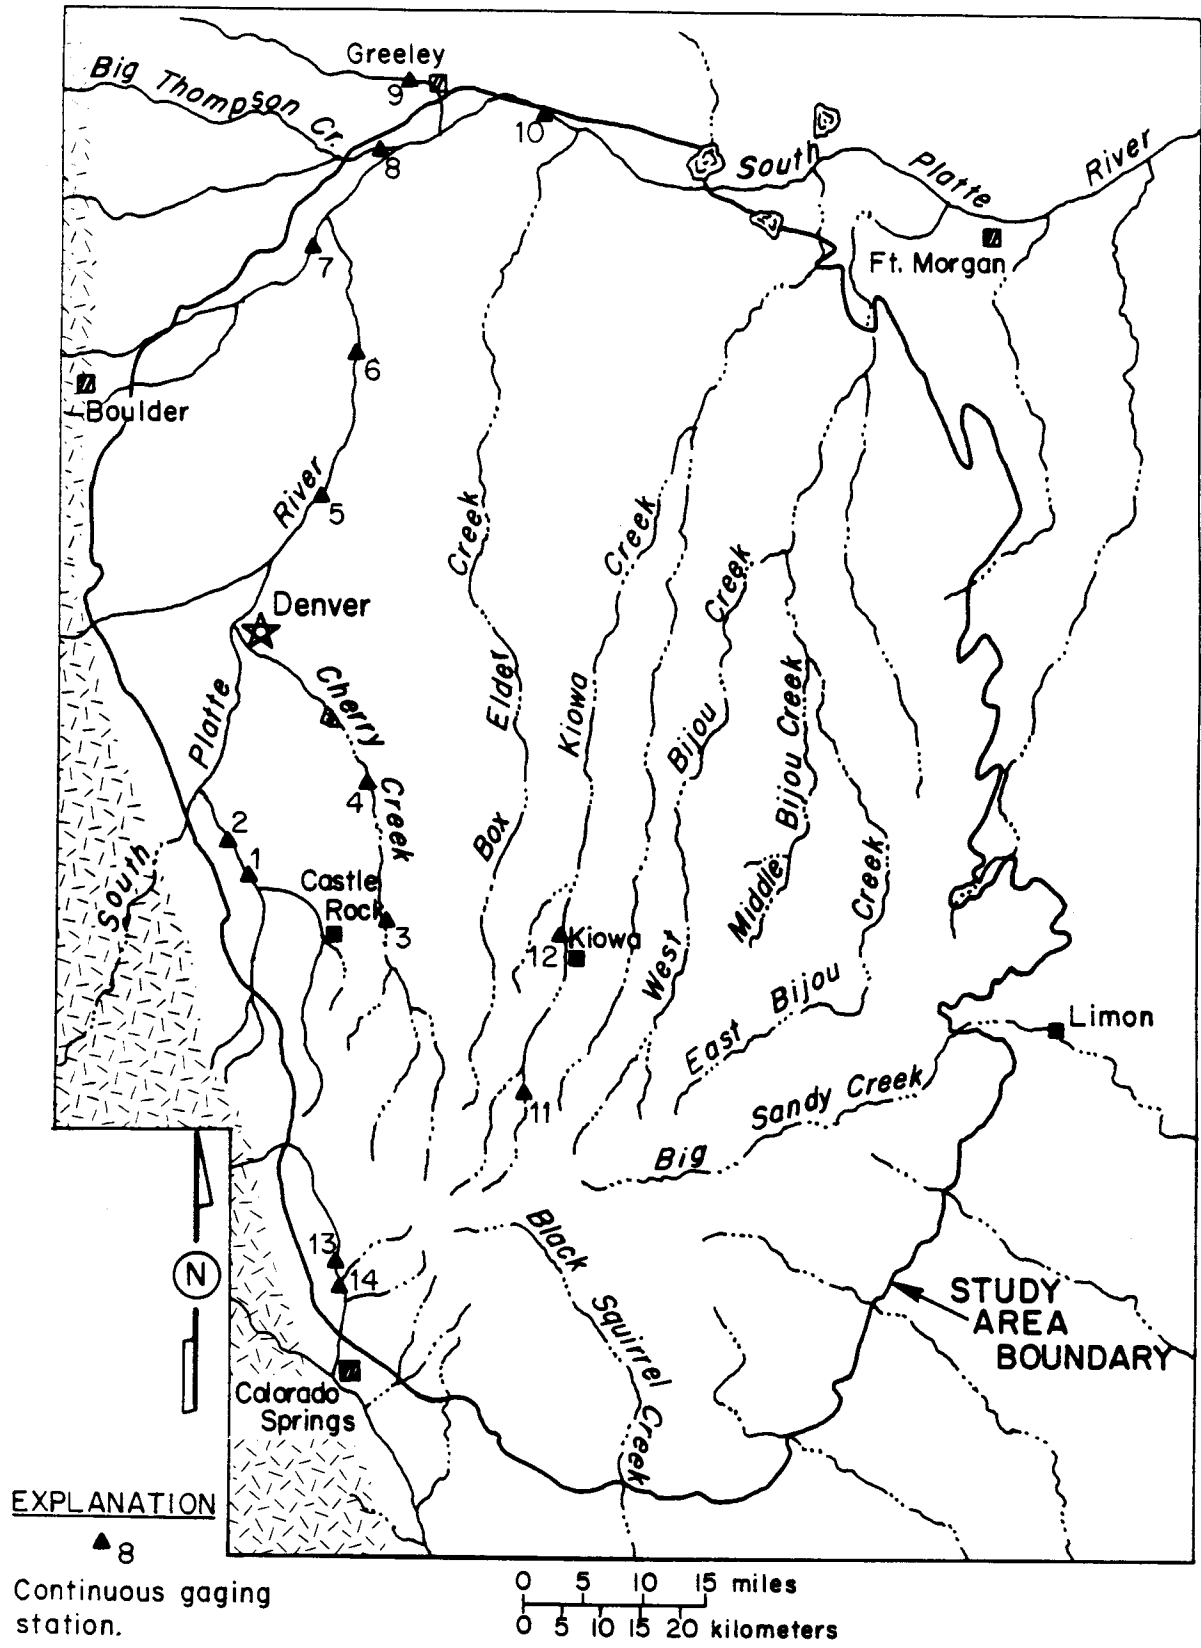 Greeley
Big Thompson Cr.
9
10
8
South Platte River
Ft. Morgan
7
6
Boulder
5
River
Creek
Creek
Creek
Denver
Cherry
Platte
Elder
Kiowa
Bijou
Bijou Creek
4
Creek
2
1
South
Box
Middle
Creek
Castle
Rock
3
12
Kiowa
West
East Bijou
Limon
11
Big Sandy Creek
Black Squirrel Creek
13
14
N
STUDY
AREA
BOUNDARY
Colorado
Springs
EXPLANATION
8
Continuous gaging
station.
0 5 10 15 miles
0 5 10 15 20 kilometers